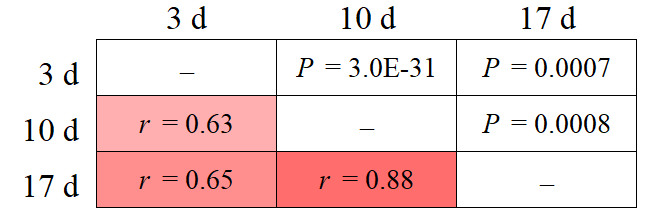 3 d 10 d 17 d
3 d – P = 3.0E-31 P = 0.0007
10 d r = 0.63 – P = 0.0008
17 d r = 0.65 r = 0.88 –